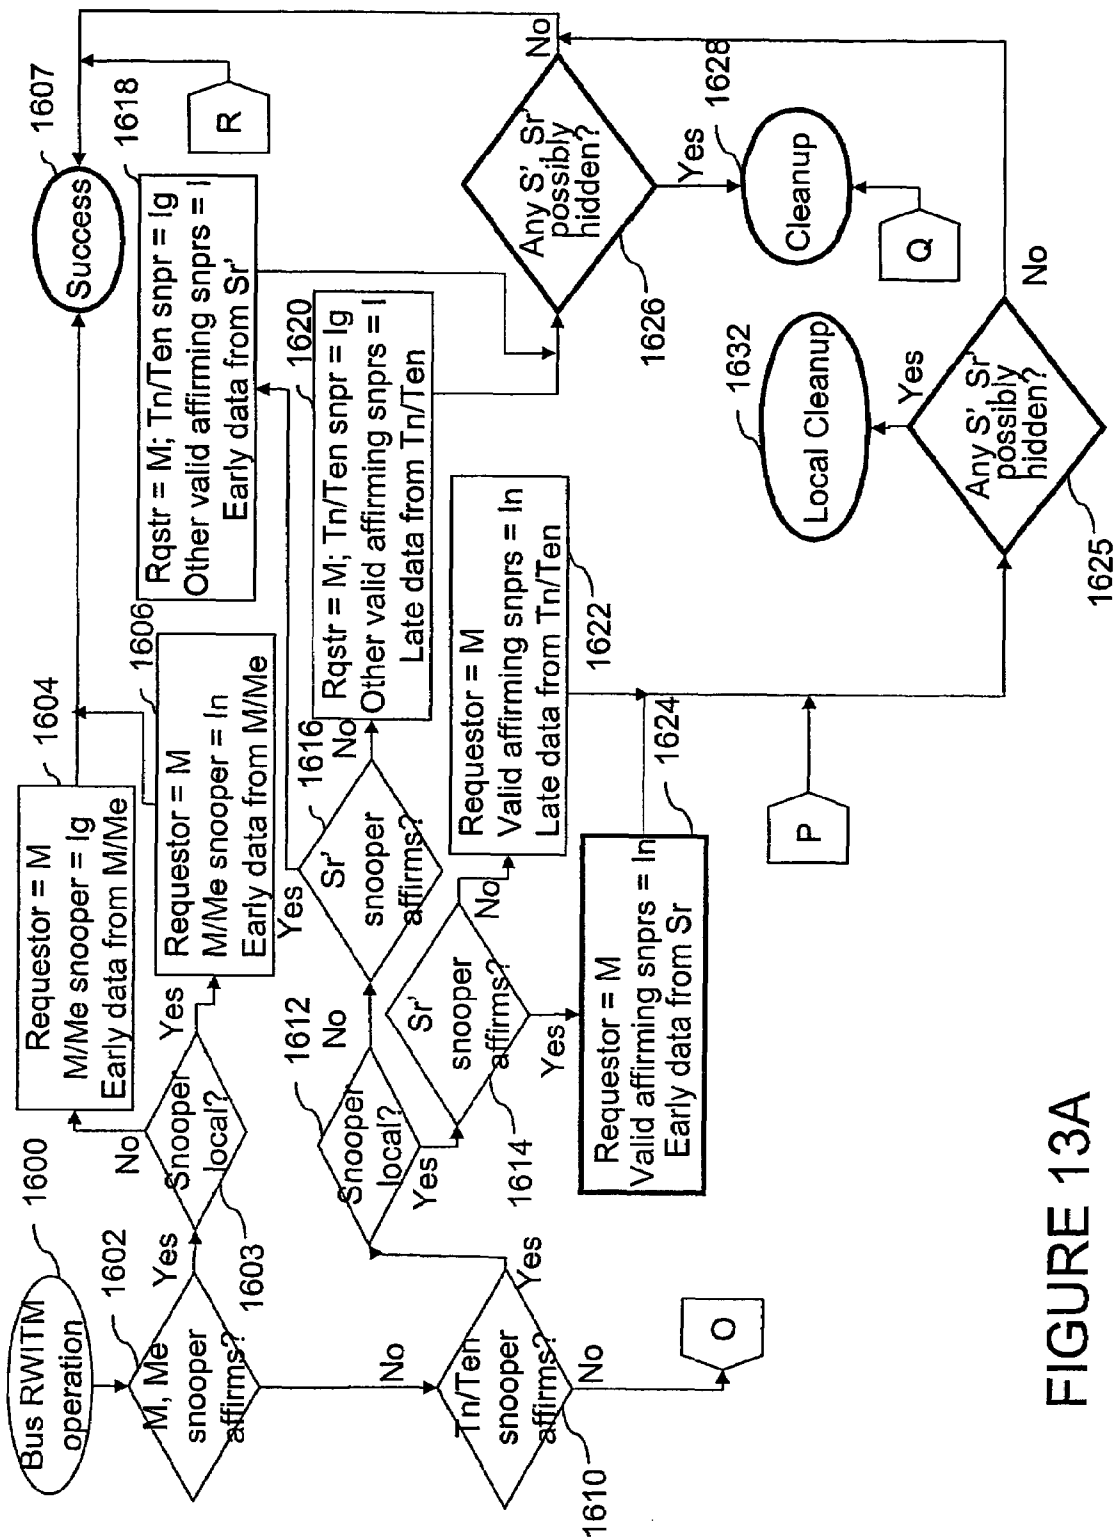 Bus RWITM
operation
1600
M, Me
snooper
affirms?
1602
Yes
No
Snooper
local?
1603
No
Yes
Requestor = M
M/Me snooper = Ig
Early data from M/Me
1604
Requestor = M
M/Me snooper = In
Early data from M/Me
1606
Success
1607
Tn/Ten
snooper
affirms?
1610
Yes
No
O
Snooper
local?
1612
No
Yes
Sr'
snooper
affirms?
1616
Yes
No
Sr'
snooper
affirms?
1614
No
Yes
Rqstr = M; Tn/Ten snpr = Ig
Other valid affirming snprs = I
Early data from Sr'
1618
Rqstr = M; Tn/Ten snpr = Ig
Other valid affirming snprs = I
Late data from Tn/Ten
1620
Requestor = M
Valid affirming snprs = In
Late data from Tn/Ten
1622
Requestor = M
Valid affirming snprs = In
Early data from Sr
1624
R
Any S', Sr'
possibly
hidden?
1626
No
Yes
Cleanup
1628
Q
P
Any S', Sr'
possibly
hidden?
1625
Yes
No
Local Cleanup
1632
FIGURE 13A